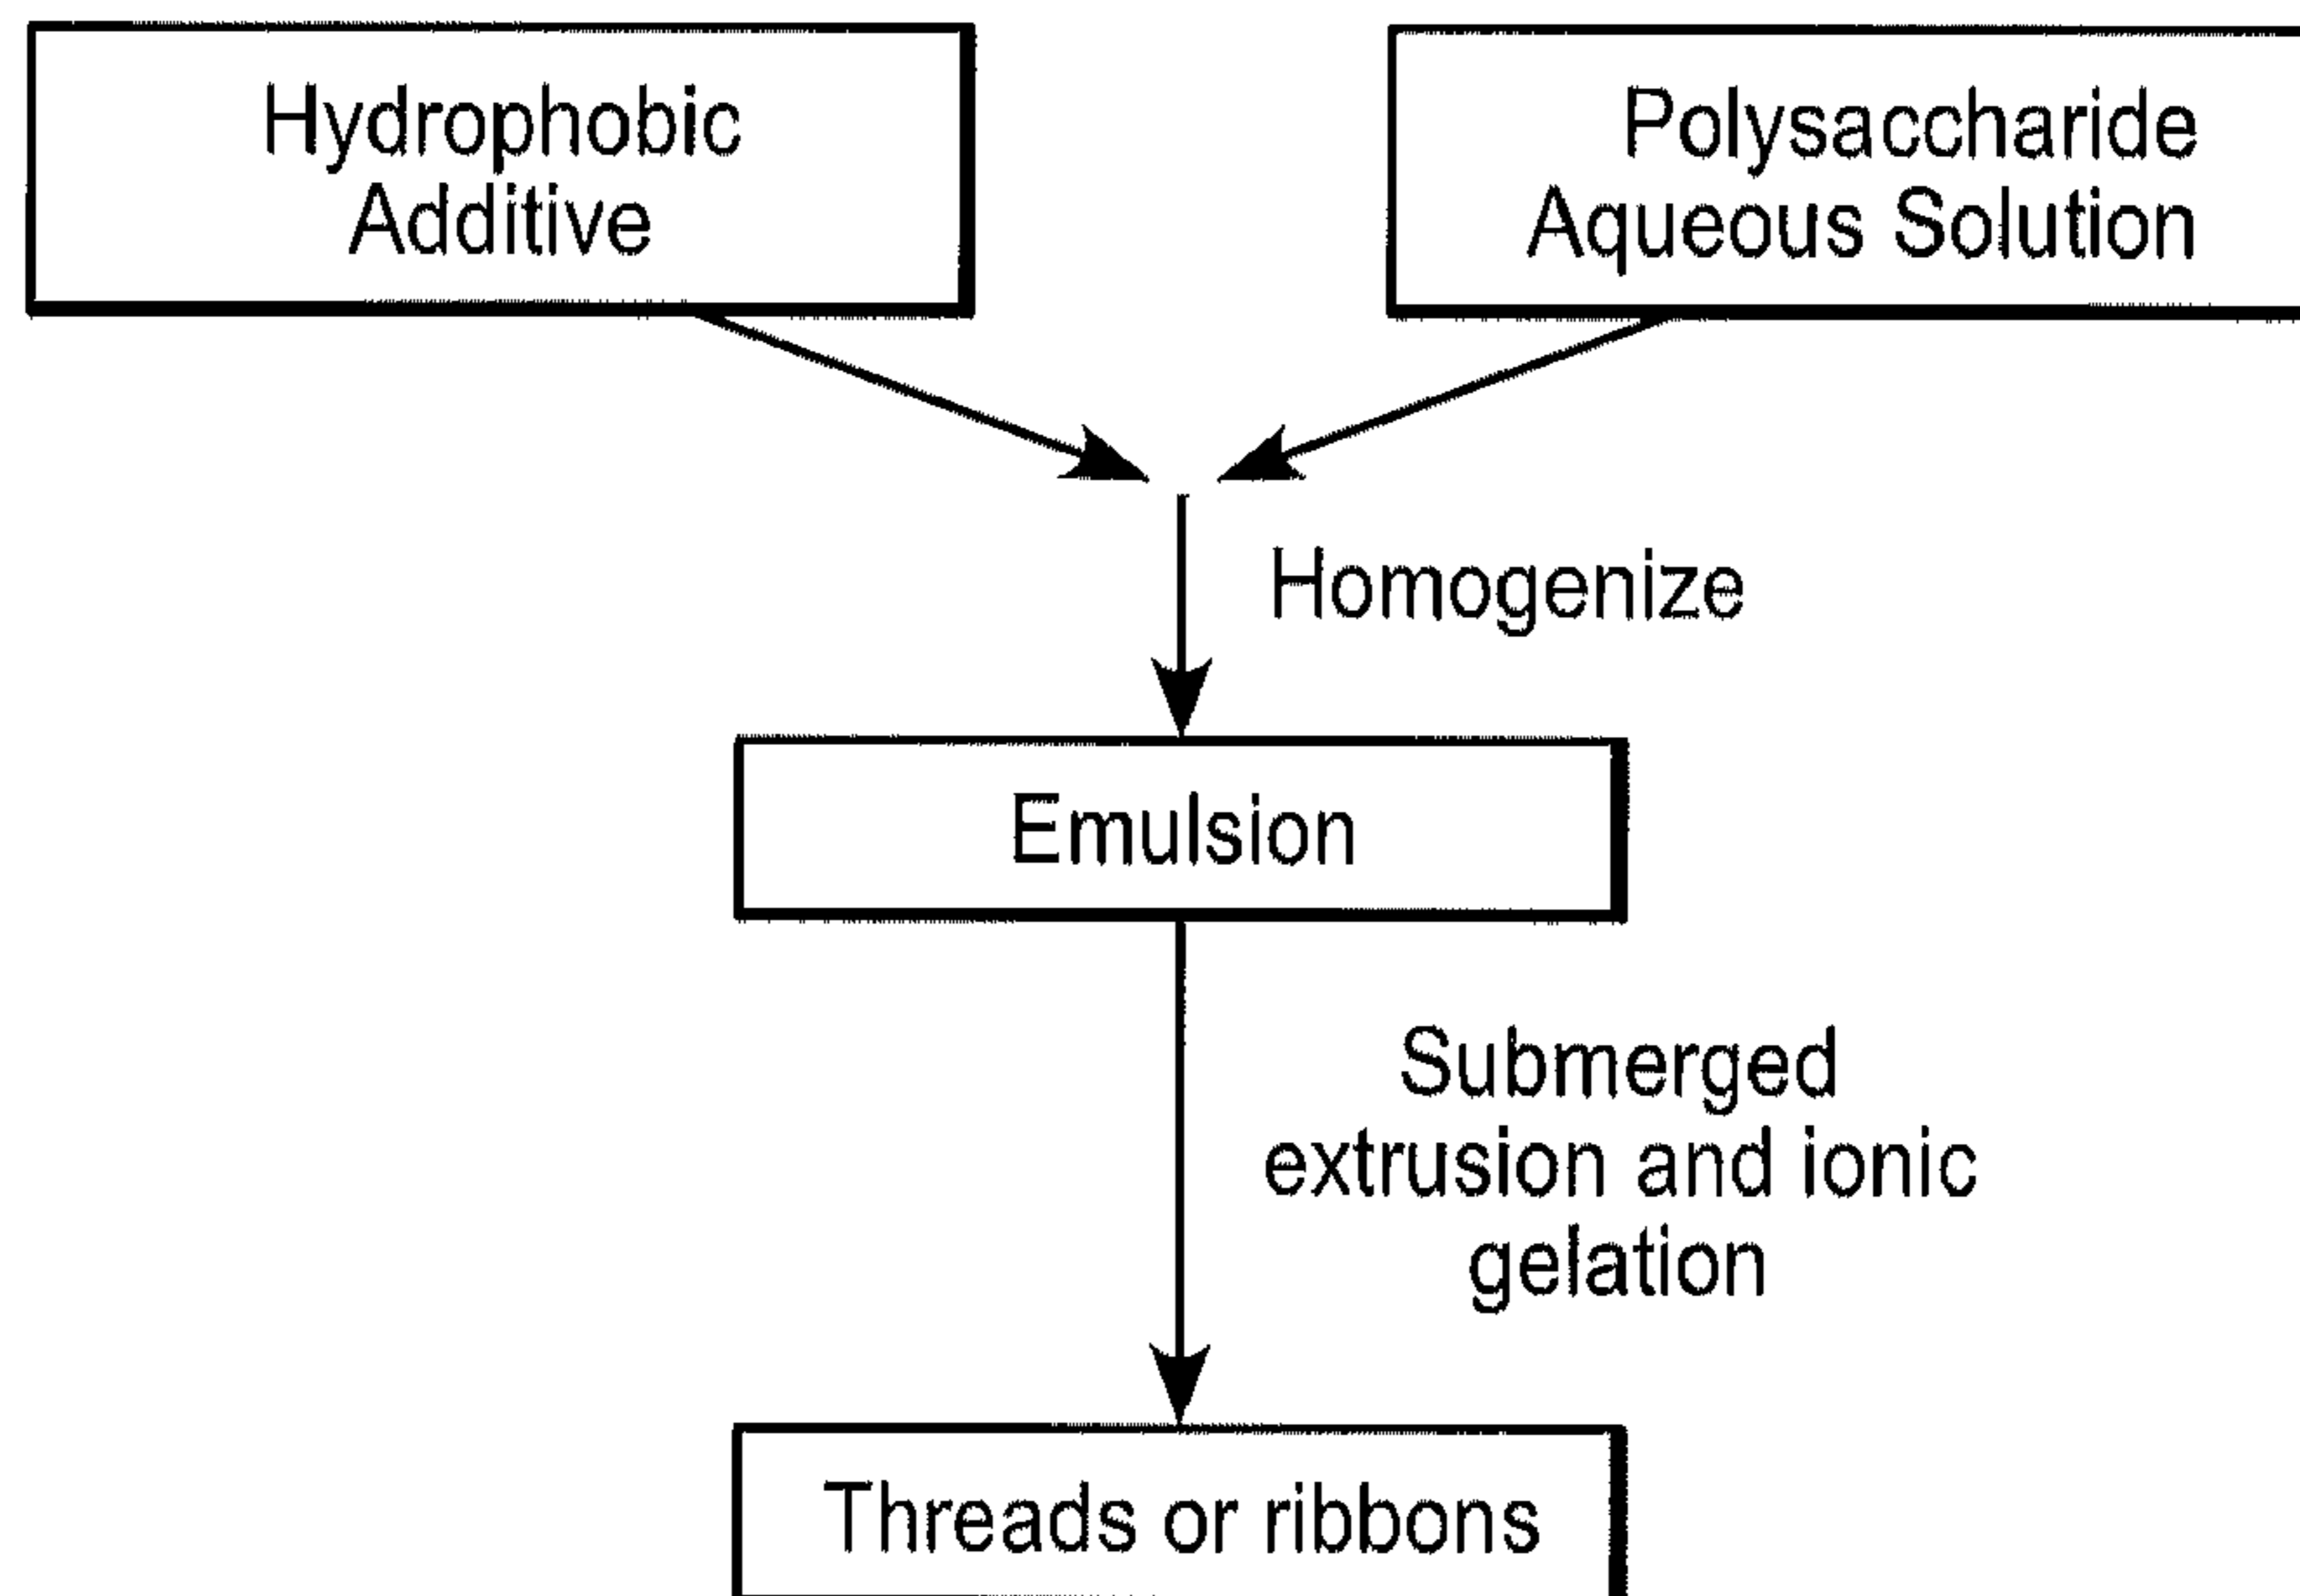 Hydrophobic
Additive
Polysaccharide
Aqueous Solution
Homogenize
Emulsion
Submerged
extrusion and ionic
gelation
Threads or ribbons